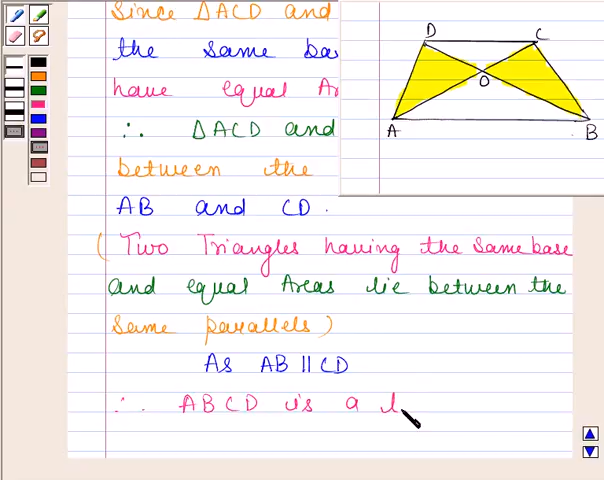 Since ΔACD and
the same bas
have equal Ar
∴ ΔACD and
between the
AB and CD.
(Two Triangles having the same base
and equal Areas lie between the
same parallels)
As AB || CD
∴ ABCD is a
D C
O
A B